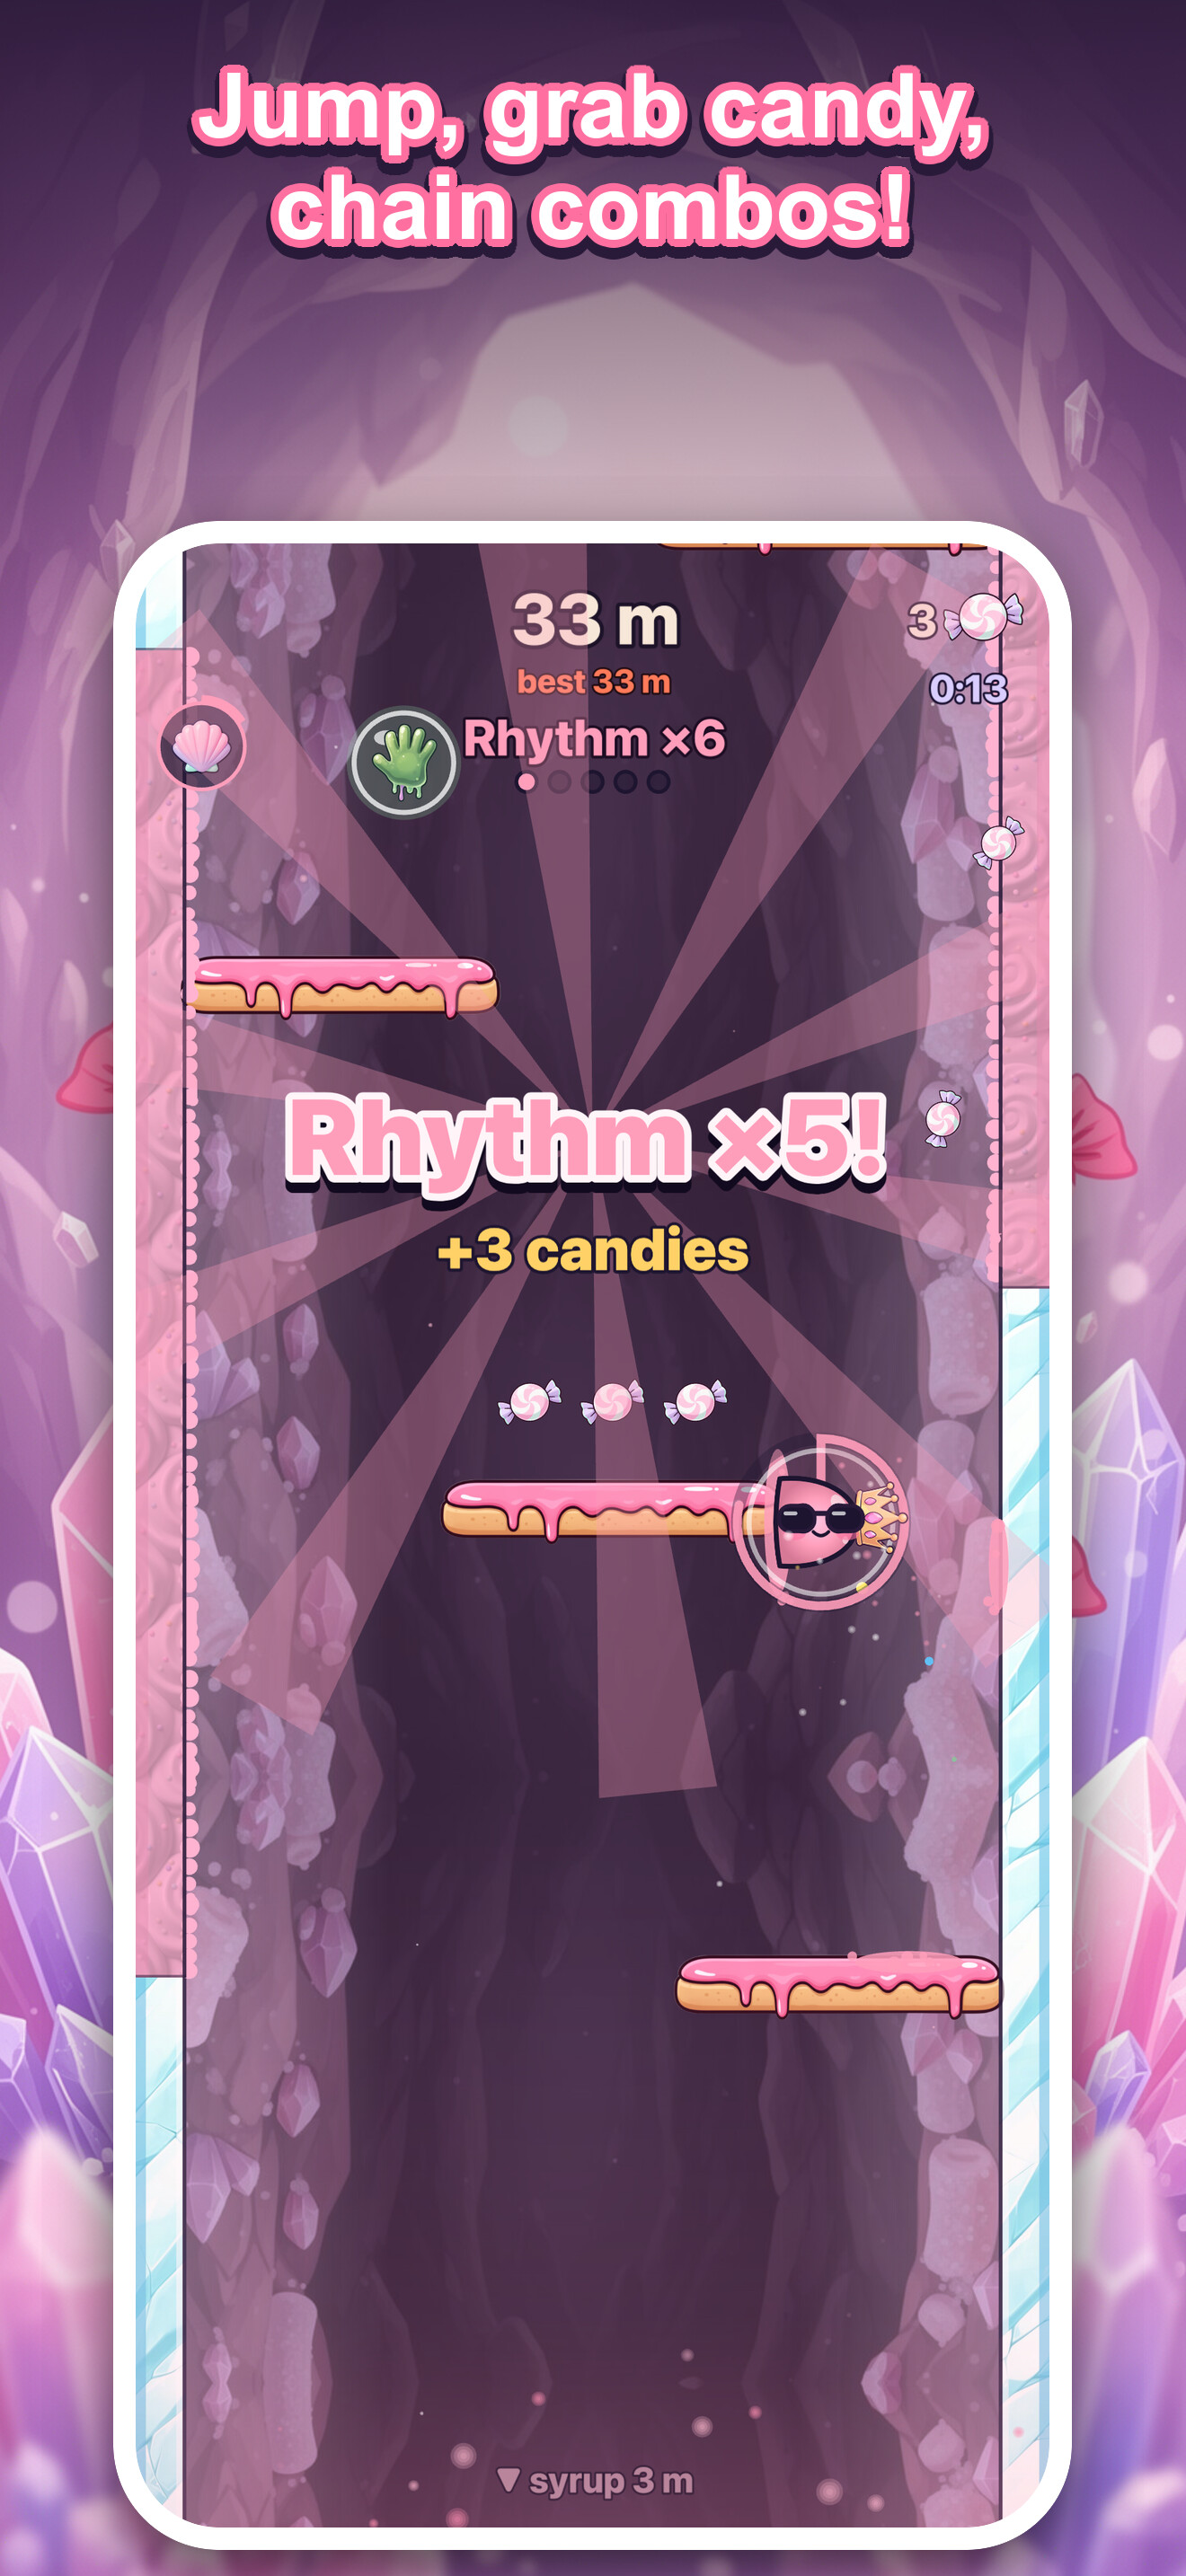 Jump, grab candy,
chain combos!
33 m
3
best 33 m
0:13
Rhythm ×6
Rhythm ×5!
+3 candies
▼ syrup 3 m